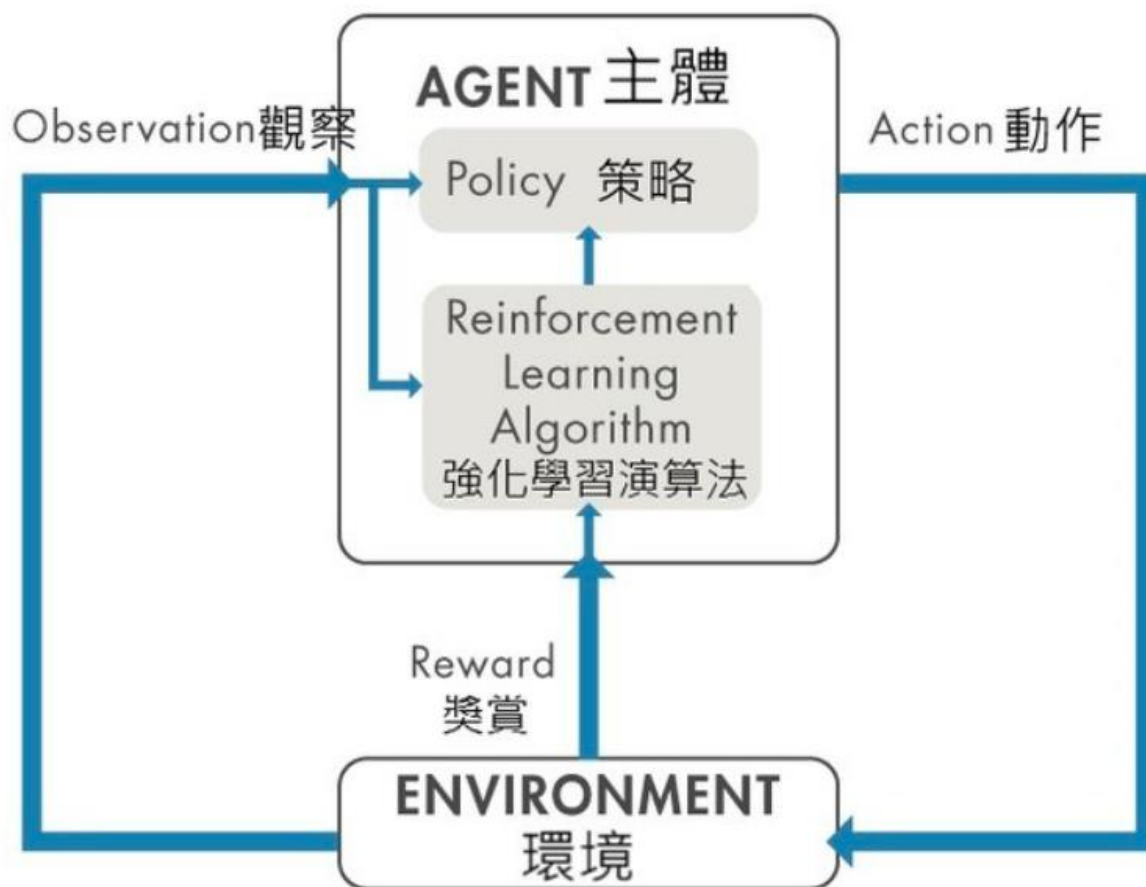 AGENT 主體
Observation觀察
Action 動作
Policy 策略
Reinforcement
Learning
Algorithm
強化學習演算法
Reward
獎賞
ENVIRONMENT
環境